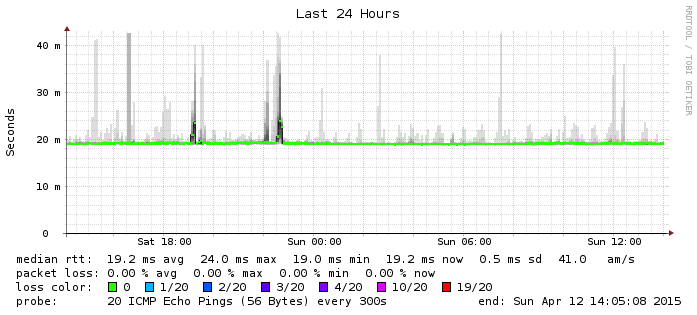 Last 24 Hours
RRDTOOL / TOBI OETIKER
Seconds
40 m
30 m
20 m
10 m
0
Sat 18:00 Sun 00:00 Sun 06:00 Sun 12:00
median rtt: 19.2 ms avg 24.0 ms max 19.0 ms min 19.2 ms now 0.5 ms sd 41.0 am/s
packet loss: 0.00 % avg 0.00 % max 0.00 % min 0.00 % now
loss color: 0 1/20 2/20 3/20 4/20 10/20 19/20
probe: 20 ICMP Echo Pings (56 Bytes) every 300s end: Sun Apr 12 14:05:08 2015